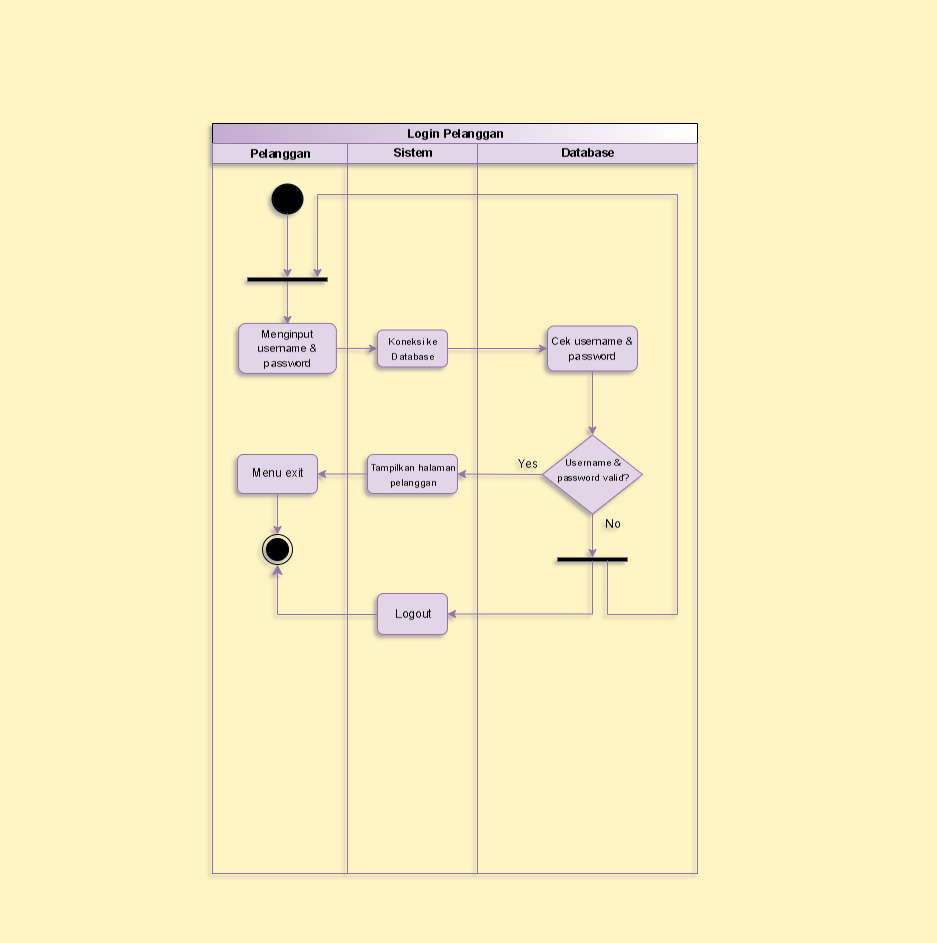 Login Pelanggan
Pelanggan
Sistem
Database
Menginput
username &
password
Koneksi ke
Database
Cek username &
password
Menu exit
Tampilkan halaman
pelanggan
Yes
Username &
password valid?
No
Logout